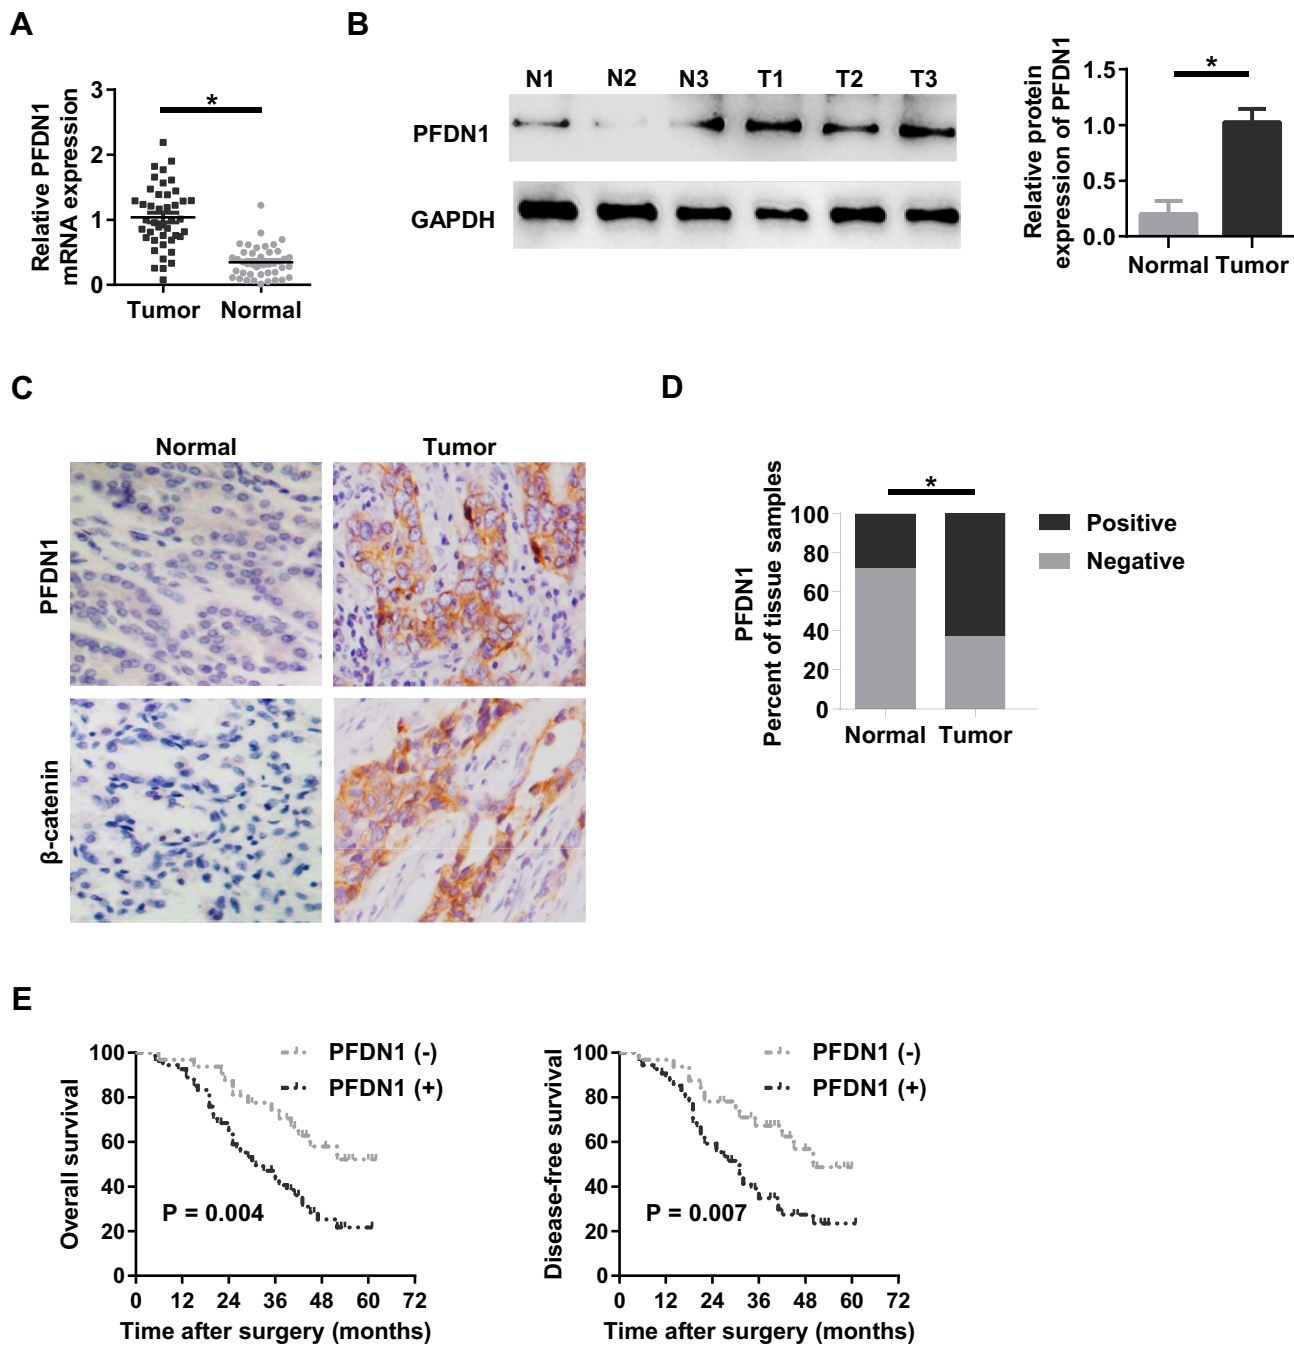 A
Relative PFDN1
mRNA expression
3
2
1
0
*
Tumor Normal
B
N1 N2 N3 T1 T2 T3
PFDN1
GAPDH
Relative protein
expression of PFDN1
1.5
1.0
0.5
0.0
*
Normal Tumor
C
Normal Tumor
PFDN1
β-catenin
D
PFDN1
Percent of tissue samples
100
80
60
40
20
0
*
Normal Tumor
Positive
Negative
E
Overall survival
100
80
60
40
20
0
PFDN1 (-)
PFDN1 (+)
P = 0.004
0 12 24 36 48 60 72
Time after surgery (months)
Disease-free survival
100
80
60
40
20
0
PFDN1 (-)
PFDN1 (+)
P = 0.007
0 12 24 36 48 60 72
Time after surgery (months)